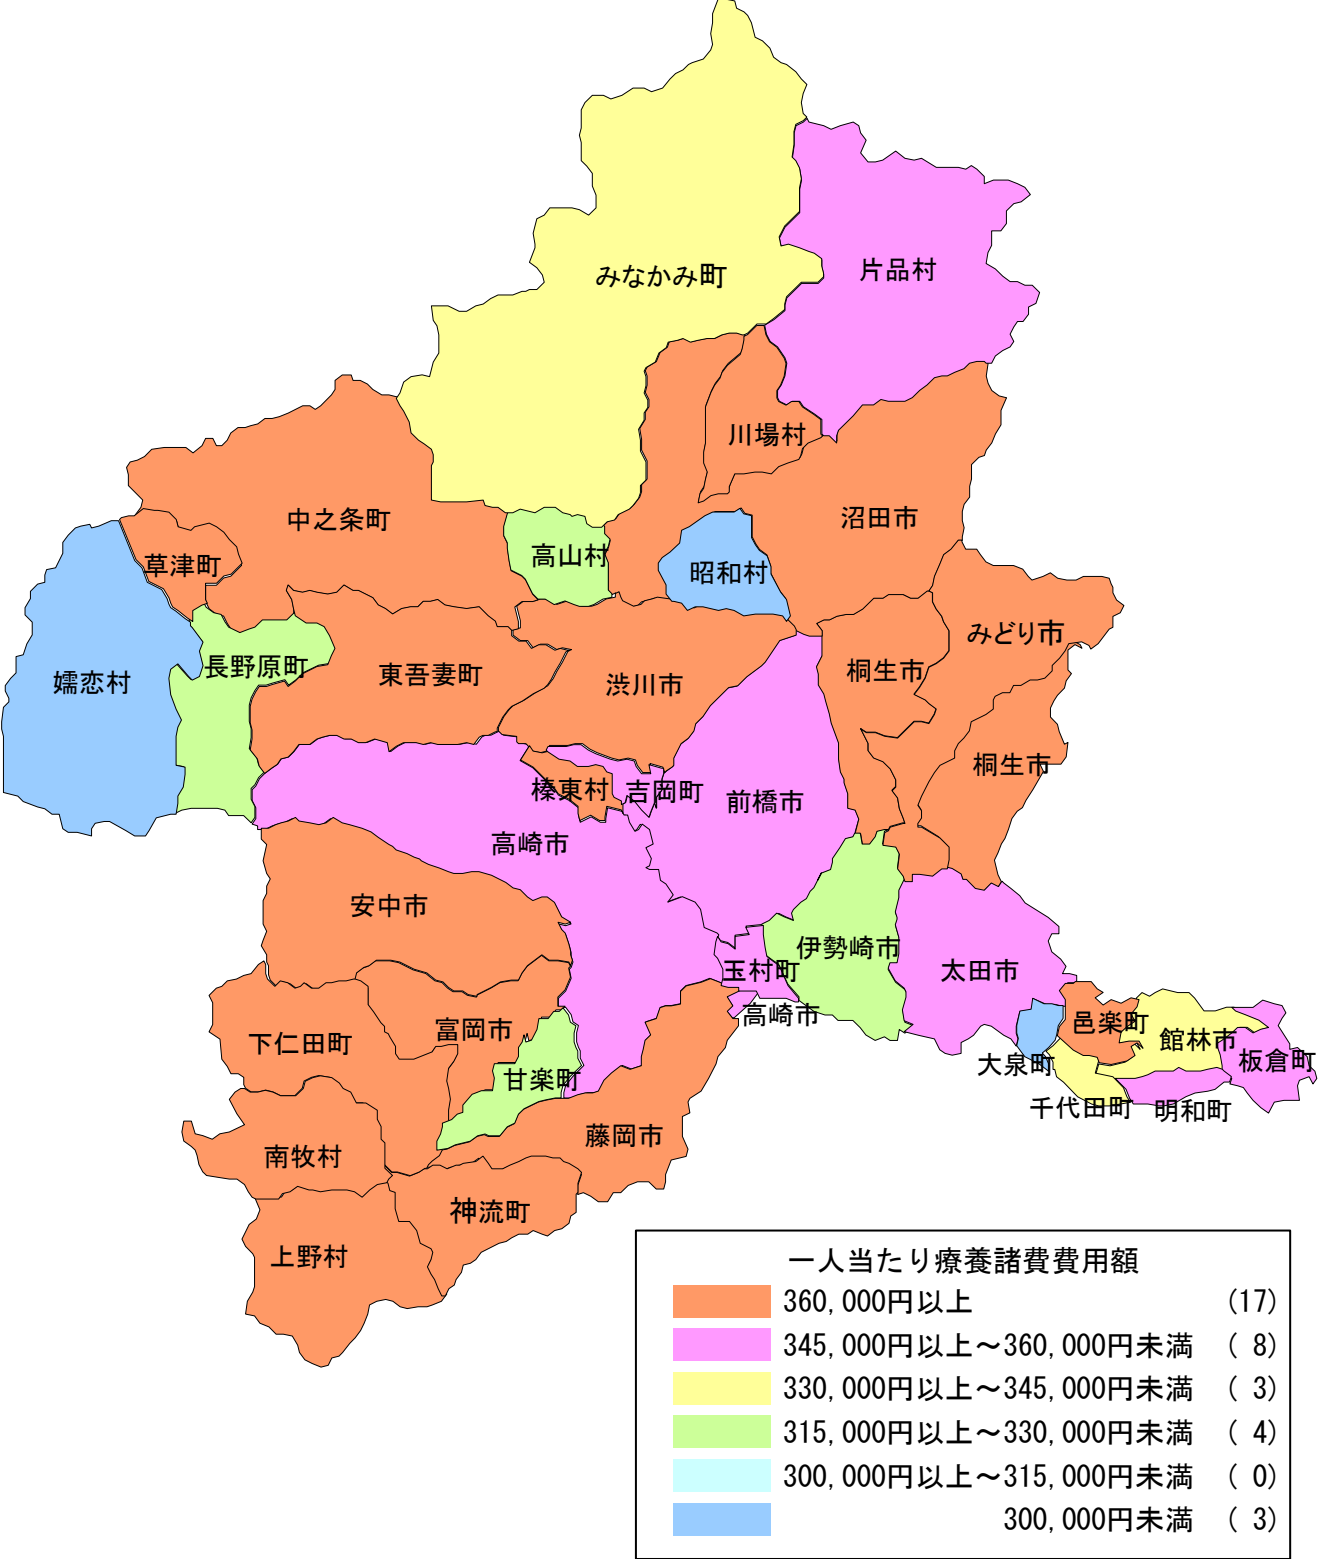 みなかみ町
片品村
川場村
沼田市
中之条町
高山村
草津町
昭和村
みどり市
長野原町
東吾妻町
渋川市
桐生市
嬬恋村
桐生市
榛東村
吉岡町
前橋市
高崎市
安中市
伊勢崎市
玉村町
太田市
高崎市
邑楽町
富岡市
下仁田町
館林市
大泉町
板倉町
甘楽町
千代田町
明和町
藤岡市
南牧村
神流町
上野村
一人当たり療養諸費費用額
360,000円以上 (17)
345,000円以上～360,000円未満 ( 8)
330,000円以上～345,000円未満 ( 3)
315,000円以上～330,000円未満 ( 4)
300,000円以上～315,000円未満 ( 0)
300,000円未満 ( 3)